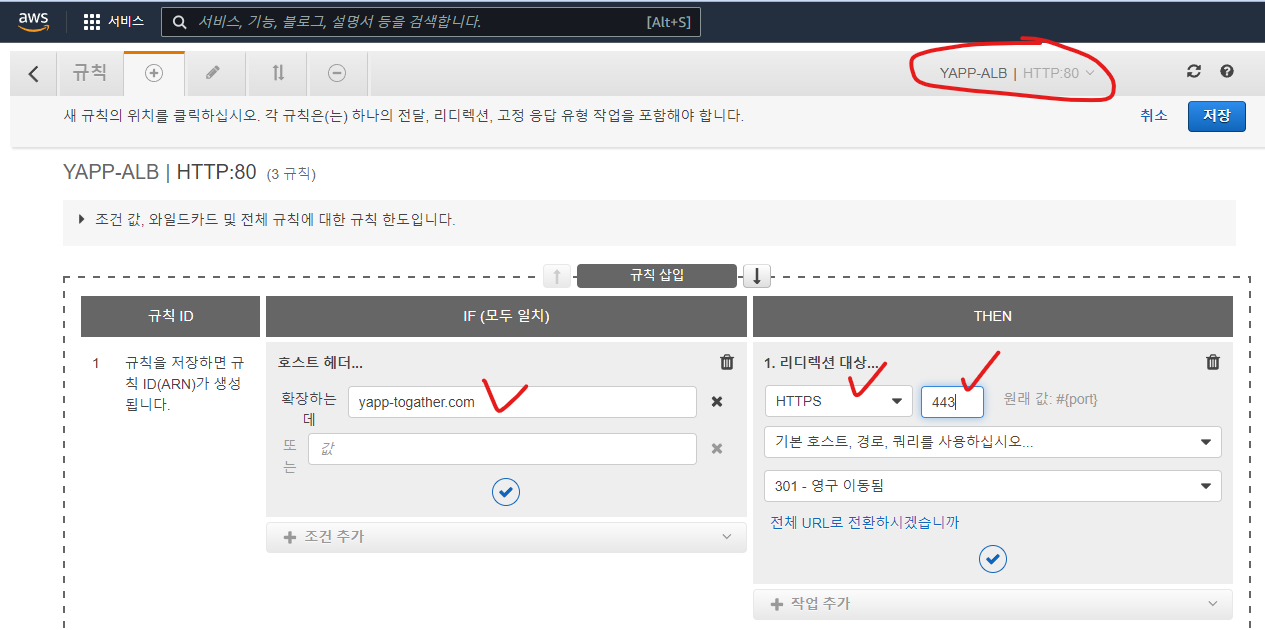 aws 서비스 서비스, 기능, 블로그, 설명서 등을 검색합니다. [Alt+S]
규칙 YAPP-ALB | HTTP:80
새 규칙의 위치를 클릭하십시오. 각 규칙은(는) 하나의 전달, 리디렉션, 고정 응답 유형 작업을 포함해야 합니다. 취소 저장
YAPP-ALB | HTTP:80 (3 규칙)
조건 값, 와일드카드 및 전체 규칙에 대한 규칙 한도입니다.
규칙 삽입
규칙 ID IF (모두 일치) THEN
1 규칙을 저장하면 규
칙 ID(ARN)가 생성
됩니다.
호스트 헤더...
확장하는
데
yapp-togather.com
또
는
값
조건 추가
1. 리디렉션 대상...
HTTPS 443 원래 값: #{port}
기본 호스트, 경로, 쿼리를 사용하십시오...
301 - 영구 이동됨
전체 URL로 전환하시겠습니까
작업 추가